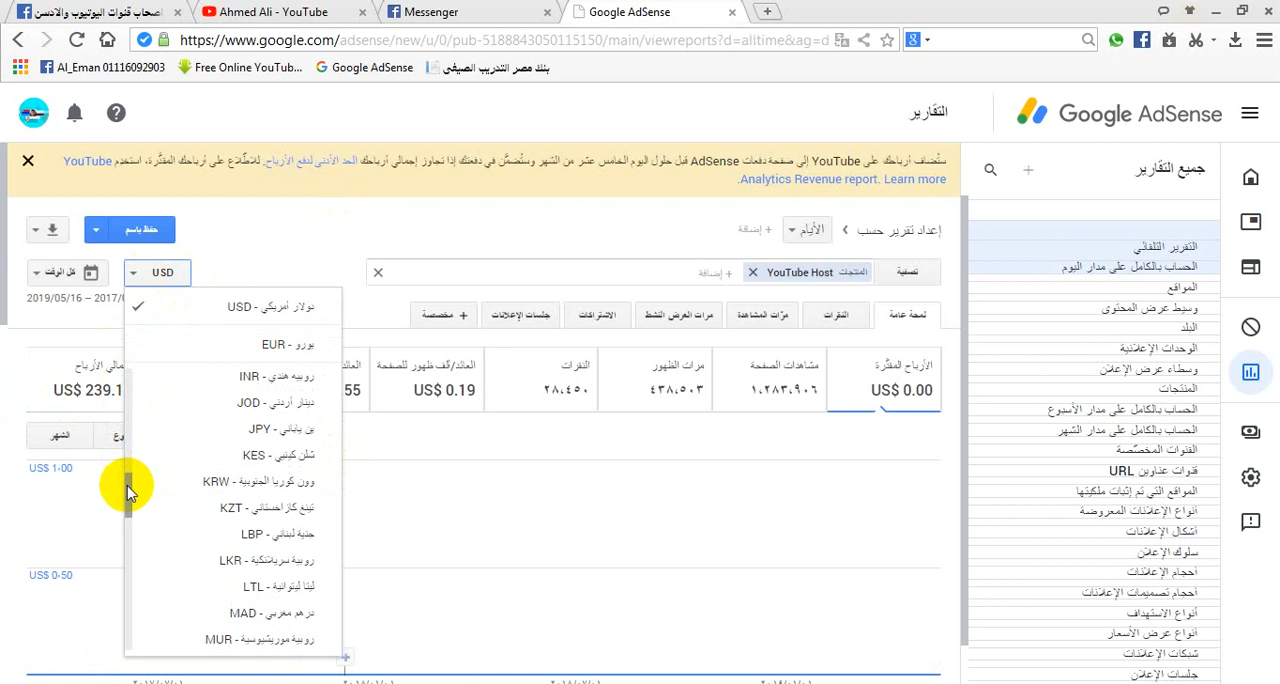 اصحاب قنوات اليوتيوب والادسن
Ahmed Ali - YouTube
Messenger
Google AdSense
https://www.google.com/adsense/new/u/0/pub-5188843050115150/main/viewreports?d=alltime&ag=d
Al_Eman 01116092903
Free Online YouTub...
Google AdSense
بنك مصر التدريب الصيفى
Google AdSense
التقارير
ستُضاف أرباحك على YouTube إلى صفحة دفعات AdSense قبل حلول اليوم الخامس عشر من الشهر وستُضمَّن في دفعتك إذا تجاوز إجمالي أرباحك الحد الأدنى لدفع الأرباح. للاطّلاع على أرباحك المقدَّرة، استخدِم YouTube
Analytics Revenue report. Learn more.
جميع التقارير
إعداد تقرير حسب
الأيام
+ إضافة
حفظ باسم
تصفية
المنتجات YouTube Host
+ إضافة
USD
كل الوقت
2019/05/16 – 2017/0
لمحة عامة
النقرات
مرّات المشاهدة
مرات العرض النشط
الاشتراكات
جلسات الإعلانات
+ مخصصة
الأرباح المقدَّرة
US$ 0.00
مشاهدات الصفحة
١,٢٨٣,٩٠٦
مرات الظهور
٤٣٨,٥٠٣
النقرات
٢٨,٤٥٠
العائد/ألف ظهور للصفحة
US$ 0.19
العائد
55
الي الأرباح
US$ 239.1
الشهر
US$ 1-00
US$ 0-50
دولار أمريكي - USD
يورو - EUR
روبيه هندي - INR
دينار أردني - JOD
ين ياباني - JPY
شلن كينيي - KES
وون كوريا الجنوبية - KRW
تينغ كازاخستاني - KZT
جنيه لبناني - LBP
روبية سريلانكية - LKR
ليتا ليتوانية - LTL
درهم مغربي - MAD
روبية موريشيوسية - MUR
التقرير التلقائي
الحساب بالكامل على مدار اليوم
المواقع
وسيط عرض المحتوى
البلد
الوحدات الإعلانية
وسطاء عرض الإعلان
المنتجات
الحساب بالكامل على مدار الأسبوع
الحساب بالكامل على مدار الشهر
القنوات المخصّصة
قنوات عناوين URL
المواقع التي تم إثبات ملكيتها
أنواع الإعلانات المعروضة
أشكال الإعلانات
سلوك الإعلان
أحجام الإعلانات
أحجام تصميمات الإعلانات
أنواع الاستهداف
أنواع عرض الأسعار
شبكات الإعلانات
جلسات الإعلان